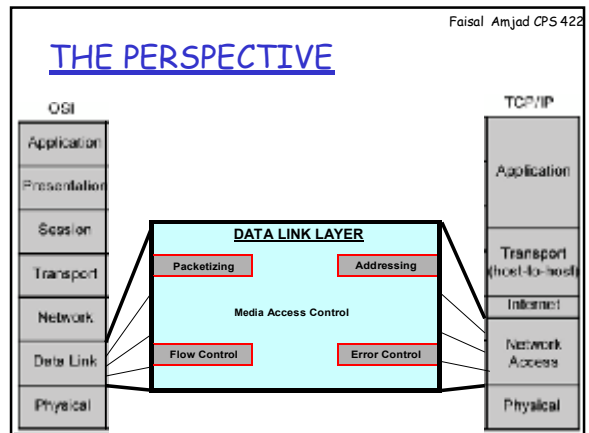 Faisal Amjad CPS 422
THE PERSPECTIVE
OSI
Application
Presentation
Session
Transport
Network
Data Link
Physical
DATA LINK LAYER
Packetizing
Addressing
Media Access Control
Flow Control
Error Control
TCP/IP
Application
Transport
(host-to-host)
Internet
Network
Access
Physical